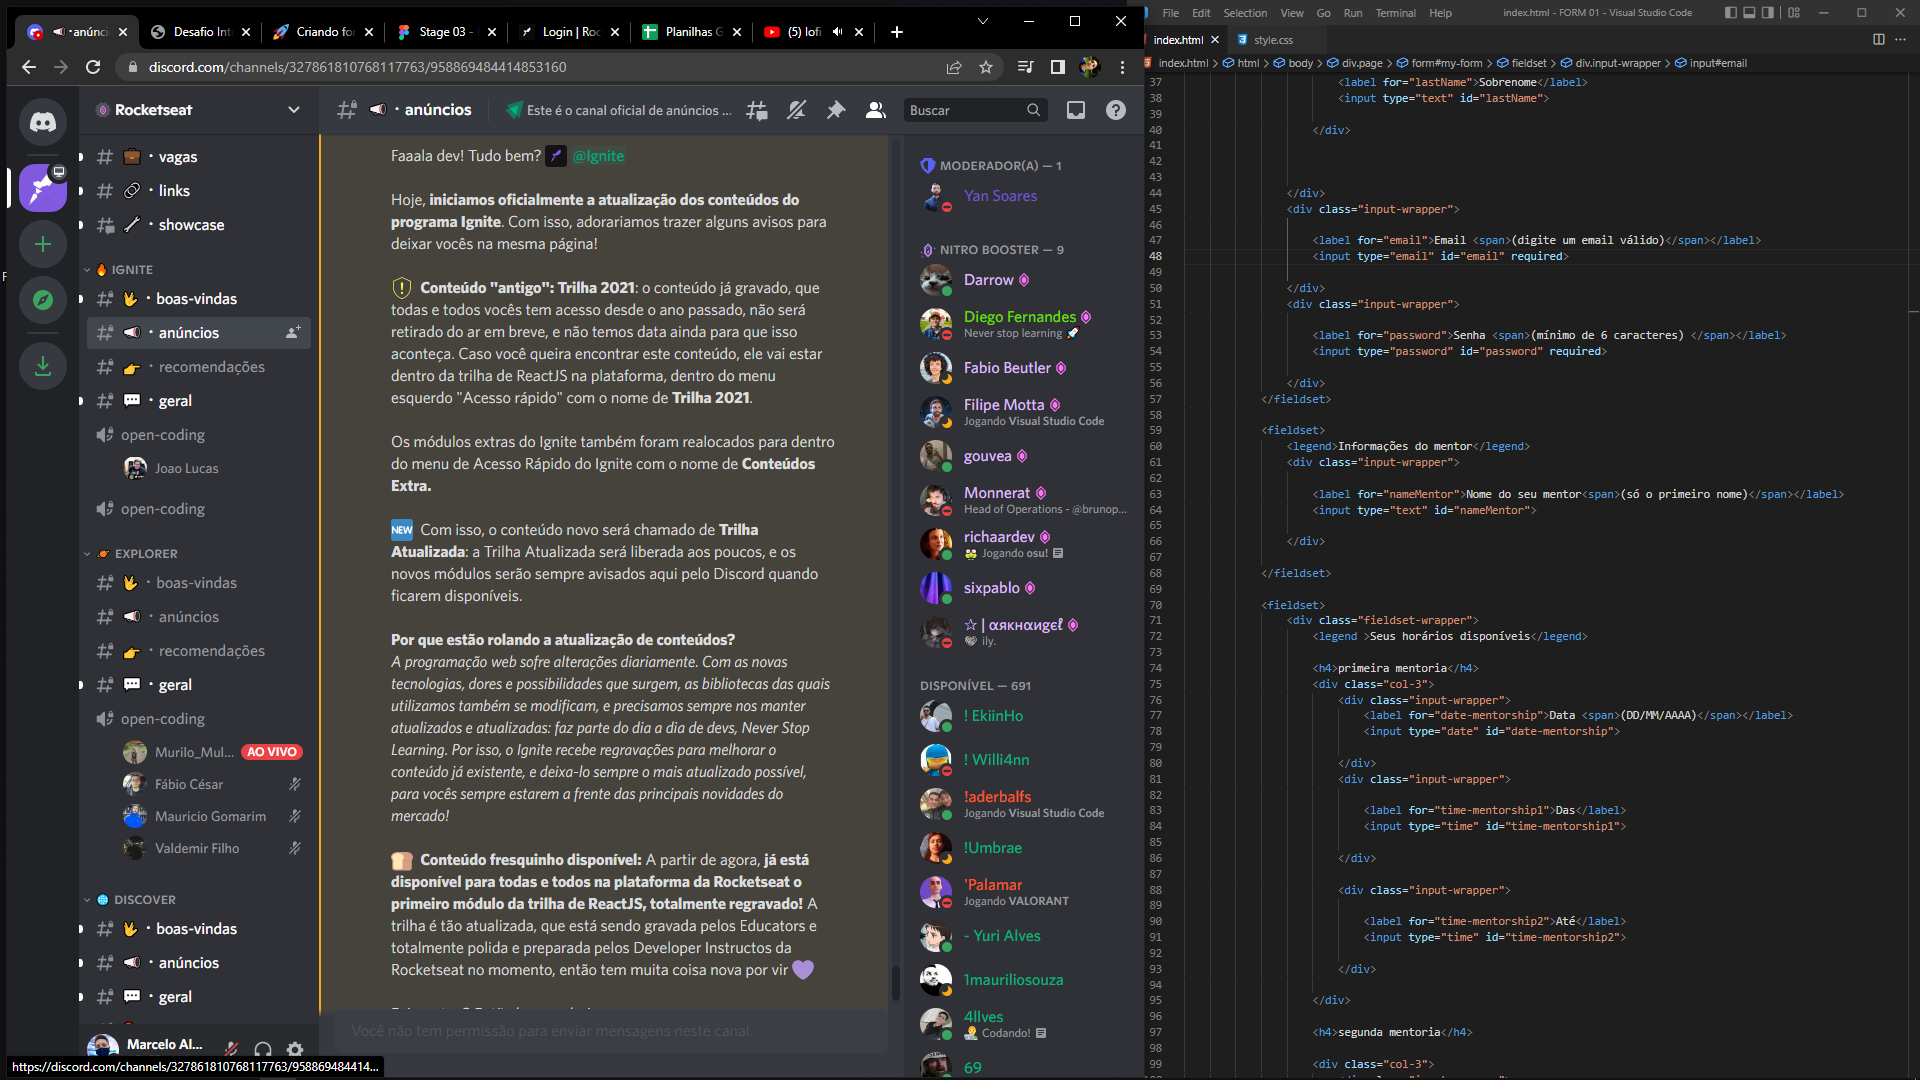 ·anúnci
Desafio Int
Criando for
Stage 03 -
Login | Roc
Planilhas G
(5) lofi
discord.com/channels/327861810768117763/958869484414853160
Rocketseat
· vagas
· links
· showcase
IGNITE
· boas-vindas
· anúncios
· recomendações
· geral
open-coding
Joao Lucas
open-coding
EXPLORER
· boas-vindas
· anúncios
· recomendações
· geral
open-coding
Murilo_Mul... AO VIVO
Fábio César
Mauricio Gomarim
Valdemir Filho
DISCOVER
· boas-vindas
· anúncios
· geral
Marcelo Al...
https://discord.com/channels/327861810768117763/958869484414...
· anúncios
Este é o canal oficial de anúncios ...
Buscar
Faaala dev! Tudo bem? @Ignite
Hoje, iniciamos oficialmente a atualização dos conteúdos do
programa Ignite. Com isso, adorariamos trazer alguns avisos para
deixar vocês na mesma página!
Conteúdo "antigo": Trilha 2021: o conteúdo já gravado, que
todas e todos vocês tem acesso desde o ano passado, não será
retirado do ar em breve, e não temos data ainda para que isso
aconteça. Caso você queira encontrar este conteúdo, ele vai estar
dentro da trilha de ReactJS na plataforma, dentro do menu
esquerdo "Acesso rápido" com o nome de Trilha 2021.
Os módulos extras do Ignite também foram realocados para dentro
do menu de Acesso Rápido do Ignite com o nome de Conteúdos
Extra.
NEW Com isso, o conteúdo novo será chamado de Trilha
Atualizada: a Trilha Atualizada será liberada aos poucos, e os
novos módulos serão sempre avisados aqui pelo Discord quando
ficarem disponíveis.
Por que estão rolando a atualização de conteúdos?
A programação web sofre alterações diariamente. Com as novas
tecnologias, dores e possibilidades que surgem, as bibliotecas das quais
utilizamos também se modificam, e precisamos sempre nos manter
atualizados e atualizadas: faz parte do dia a dia de devs, Never Stop
Learning. Por isso, o Ignite recebe regravações para melhorar o
conteúdo já existente, e deixa-lo sempre o mais atualizado possível,
para vocês sempre estarem a frente das principais novidades do
mercado!
Conteúdo fresquinho disponível: A partir de agora, já está
disponível para todas e todos na plataforma da Rocketseat o
primeiro módulo da trilha de ReactJS, totalmente regravado! A
trilha é tão atualizada, que está sendo gravada pelos Educators e
totalmente polida e preparada pelos Developer Instructos da
Rocketseat no momento, então tem muita coisa nova por vir
Você não tem permissão para enviar mensagens neste canal.
MODERADOR(A) — 1
Yan Soares
NITRO BOOSTER — 9
Darrow
Diego Fernandes
Never stop learning
Fabio Beutler
Filipe Motta
Jogando Visual Studio Code
gouvea
Monnerat
Head of Operations - @brunop...
richaardev
Jogando osu!
sixpablo
☆ | αякнαиgєℓ
ily.
DISPONÍVEL — 691
! EkiinHo
! Willi4nn
!aderbalfs
Jogando Visual Studio Code
!Umbrae
'Palamar
Jogando VALORANT
- Yuri Alves
1mauriliosouza
4llves
Codando!
69
File Edit Selection View Go Run Terminal Help
index.html - FORM 01 - Visual Studio Code
index.html
style.css
index.html > html > body > div.page > form#my-form > fieldset > div.input-wrapper > input#email
37 <label for="lastName">Sobrenome</label>
38 <input type="text" id="lastName">
39
40 </div>
41
42
43
44 </div>
45 <div class="input-wrapper">
46
47 <label for="email">Email <span>(digite um email válido)</span></label>
48 <input type="email" id="email" required>
49
50 </div>
51 <div class="input-wrapper">
52
53 <label for="password">Senha <span>(mínimo de 6 caracteres) </span></label>
54 <input type="password" id="password" required>
55
56 </div>
57 </fieldset>
58
59 <fieldset>
60 <legend>Informações do mentor</legend>
61 <div class="input-wrapper">
62
63 <label for="nameMentor">Nome do seu mentor<span>(só o primeiro nome)</span></label>
64 <input type="text" id="nameMentor">
65
66 </div>
67
68 </fieldset>
69
70 <fieldset>
71 <div class="fieldset-wrapper">
72 <legend >Seus horários disponíveis</legend>
73
74 <h4>primeira mentoria</h4>
75 <div class="col-3">
76 <div class="input-wrapper">
77 <label for="date-mentorship">Data <span>(DD/MM/AAAA)</span></label>
78 <input type="date" id="date-mentorship">
79
80 </div>
81 <div class="input-wrapper">
82
83 <label for="time-mentorship1">Das</label>
84 <input type="time" id="time-mentorship1">
85
86 </div>
87
88 <div class="input-wrapper">
89
90 <label for="time-mentorship2">Até</label>
91 <input type="time" id="time-mentorship2">
92
93 </div>
94
95 </div>
96
97 <h4>segunda mentoria</h4>
98
99 <div class="col-3">